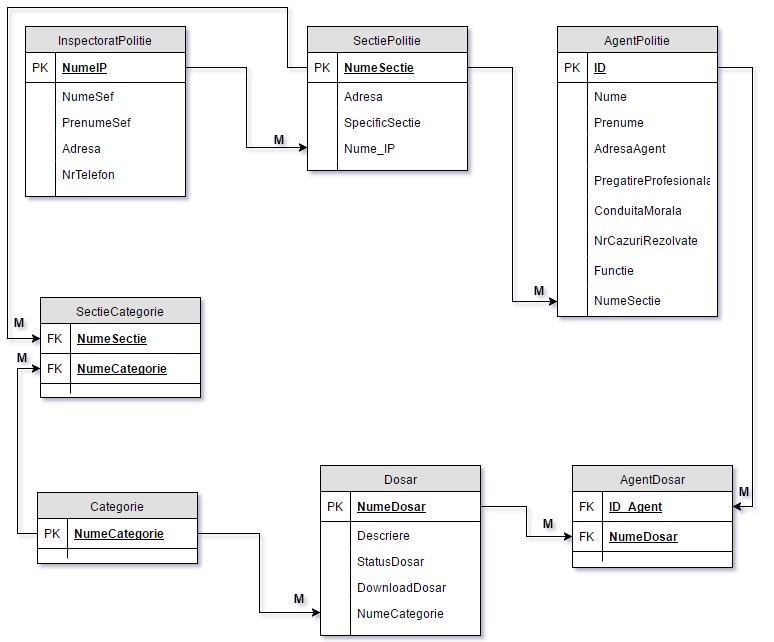 InspectoratPolitie
PK NumeIP
NumeSef
PrenumeSef
Adresa
NrTelefon
M
SectiePolitie
PK NumeSectie
Adresa
SpecificSectie
Nume_IP
M
AgentPolitie
PK ID
Nume
Prenume
AdresaAgent
PregatireProfesionala
ConduitaMorala
NrCazuriRezolvate
Functie
NumeSectie
M
SectieCategorie
FK NumeSectie
M
FK NumeCategorie
Categorie
PK NumeCategorie
M
Dosar
PK NumeDosar
Descriere
StatusDosar
DownloadDosar
NumeCategorie
M
AgentDosar
M
FK ID_Agent
FK NumeDosar